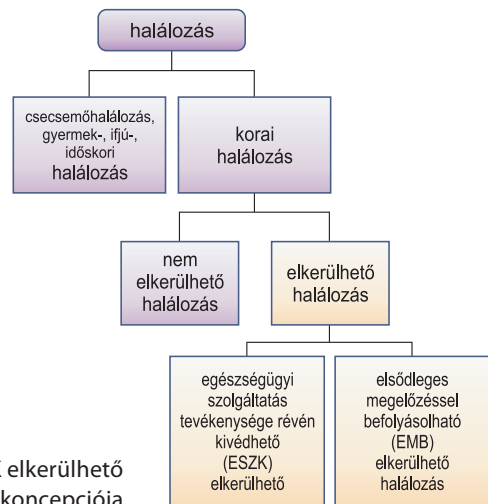 halálozás
csecsemőhalálozás,
gyermek-, ifjú-,
időskori
halálozás
korai
halálozás
nem
elkerülhető
halálozás
elkerülhető
halálozás
egészségügyi
szolgáltatás
tevékenysége révén
kivédhető
(ESZK)
elkerülhető
elsődleges
megelőzéssel
befolyásolható
(EMB)
elkerülhető
halálozás
elkerülhető
koncepciója